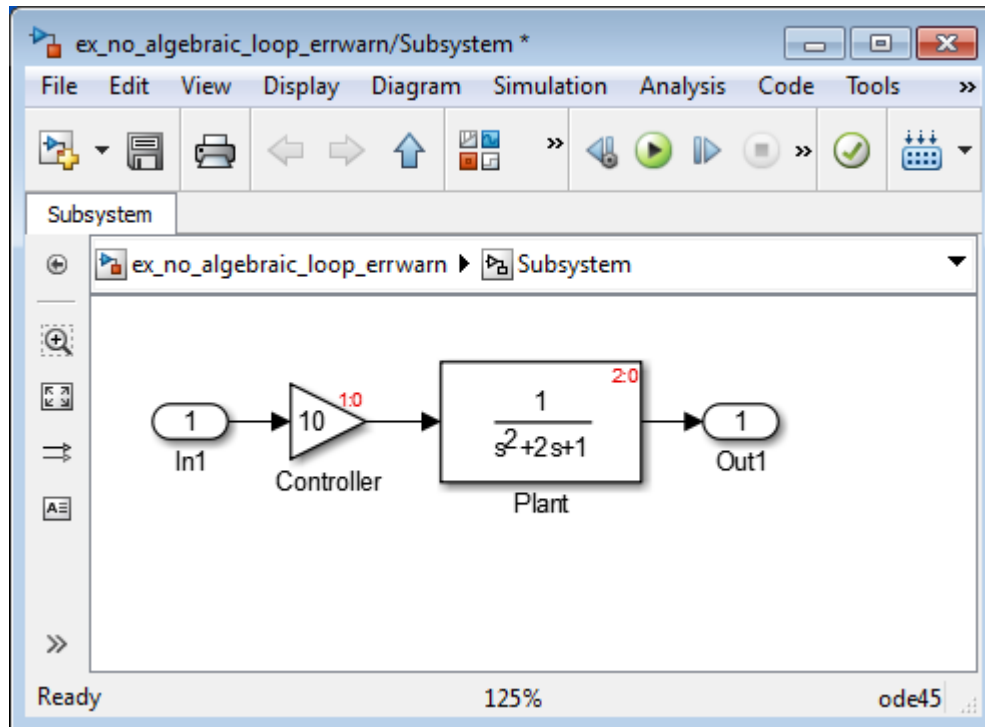 ex_no_algebraic_loop_errwarn/Subsystem *
File Edit View Display Diagram Simulation Analysis Code Tools »
Subsystem
ex_no_algebraic_loop_errwarn Subsystem
1 In1
10 1:0 Controller
2:0
1
s²+2s+1
Plant
1 Out1
Ready 125% ode45